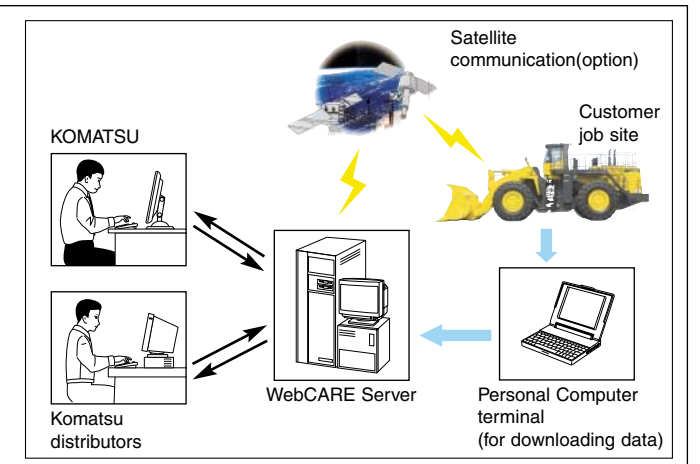 Satellite
communication(option)
Customer
job site
KOMATSU
WebCARE Server
Personal Computer
terminal
(for downloading data)
Komatsu
distributors